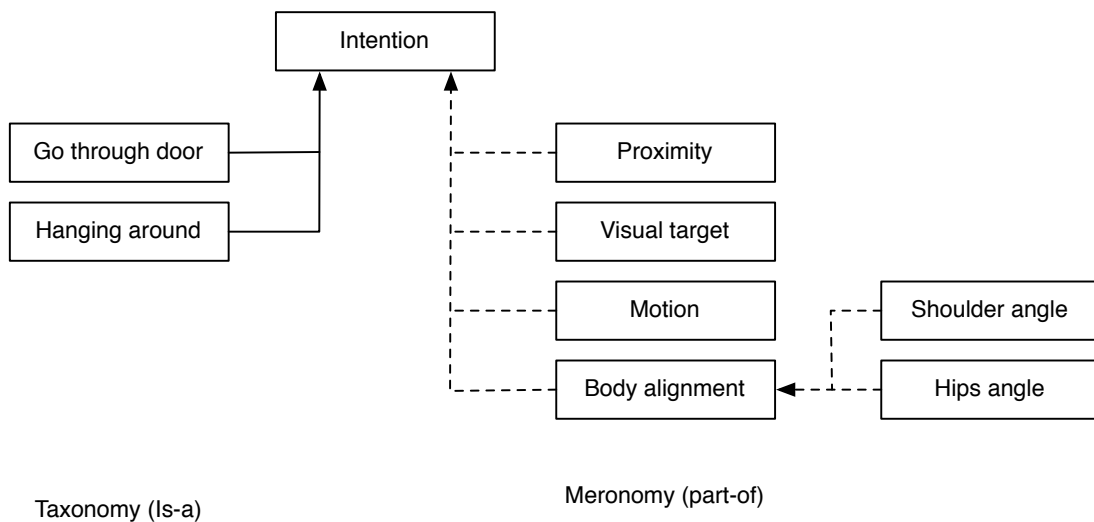 Intention
Go through door
Proximity
Hanging around
Visual target
Motion
Shoulder angle
Body alignment
Hips angle
Taxonomy (Is-a)
Meronomy (part-of)